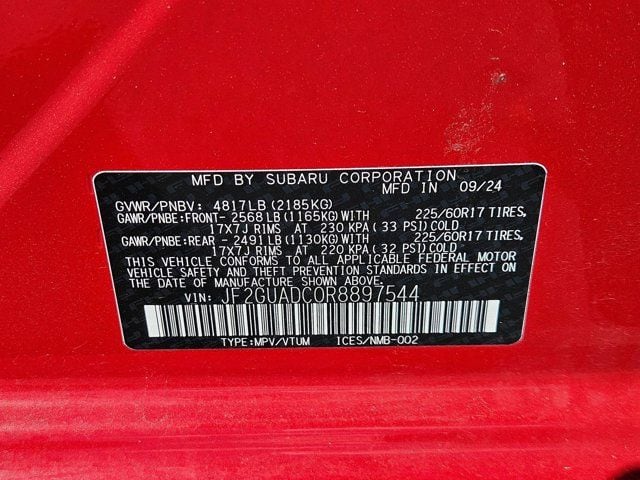 MFD BY SUBARU CORPORATION
MFD IN 09/24
GVWR/PNBV: 4817LB (2185KG)
GAWR/PNBE:FRONT- 2568LB(1165KG)WITH 225/60R17 TIRES,
17X7J RIMS AT 230 KPA (33 PSI)COLD
GAWR/PNBE:REAR - 2491LB(1130KG)WITH 225/60R17 TIRES,
17X7J RIMS AT 220 KPA (32 PSI)COLD
THIS VEHICLE CONFORMS TO ALL APPLICABLE FEDERAL MOTOR
VEHICLE SAFETY AND THEFT PREVENTION STANDARDS IN EFFECT
ON THE DATE OF MANUFACTURE SHOWN ABOVE.
VIN: JF2GUADC0R8897544
TYPE:MPV/VTUM ICES/NMB-002